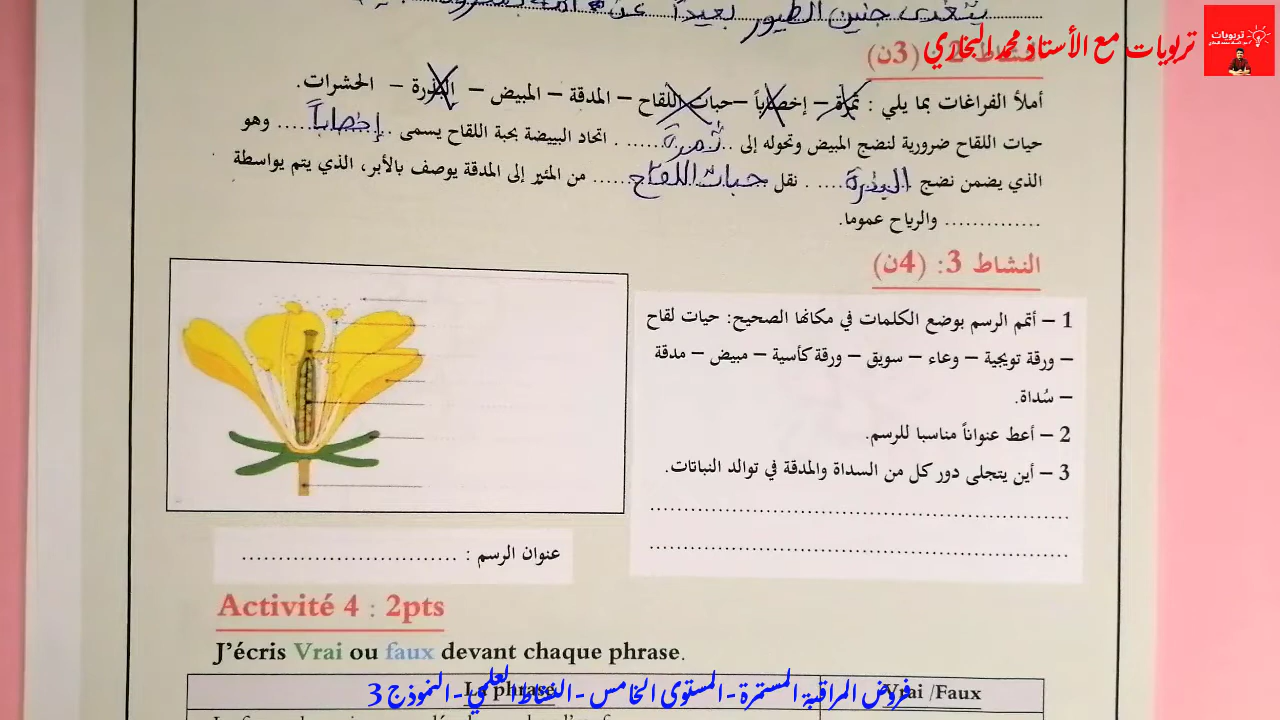 يتغذى جنين الطيور بعيداً عن أمه
تربويات مع الأستاذ محمد البخاري
تربويات
النشاط 2 (3ن)
أملأ الفراغات بما يلي : ثمرة – إخصاباً – حبات اللقاح – المدقة – المبيض – البذرة – الحشرات.
حيات اللقاح ضرورية لنضج المبيض وتحوله إلى .. ثمرة ...... . اتحاد البييضة بحبة اللقاح يسمى .. إخصاباً ...... وهو
الذي يضمن نضج البذرة ..... . نقل حبات اللقاح ...... من المئبر إلى المدقة يوصف بالأبر، الذي يتم بواسطة
.............. والرياح عموما.
النشاط 3: (4ن)
1 – أتمم الرسم بوضع الكلمات في مكانها الصحيح: حيات لقاح
– ورقة تويجية – وعاء – سويق – ورقة كأسية – مبيض – مدقة
– سُداة.
2 – أعط عنواناً مناسبا للرسم.
3 – أين يتجلى دور كل من السداة والمدقة في توالد النباتات.
عنوان الرسم : .............................
Activité 4 : 2pts
J'écris Vrai ou faux devant chaque phrase.
La phrase Vrai /Faux
فروض المراقبة المستمرة - المستوى الخامس - النشاط العلمي - النموذج 3